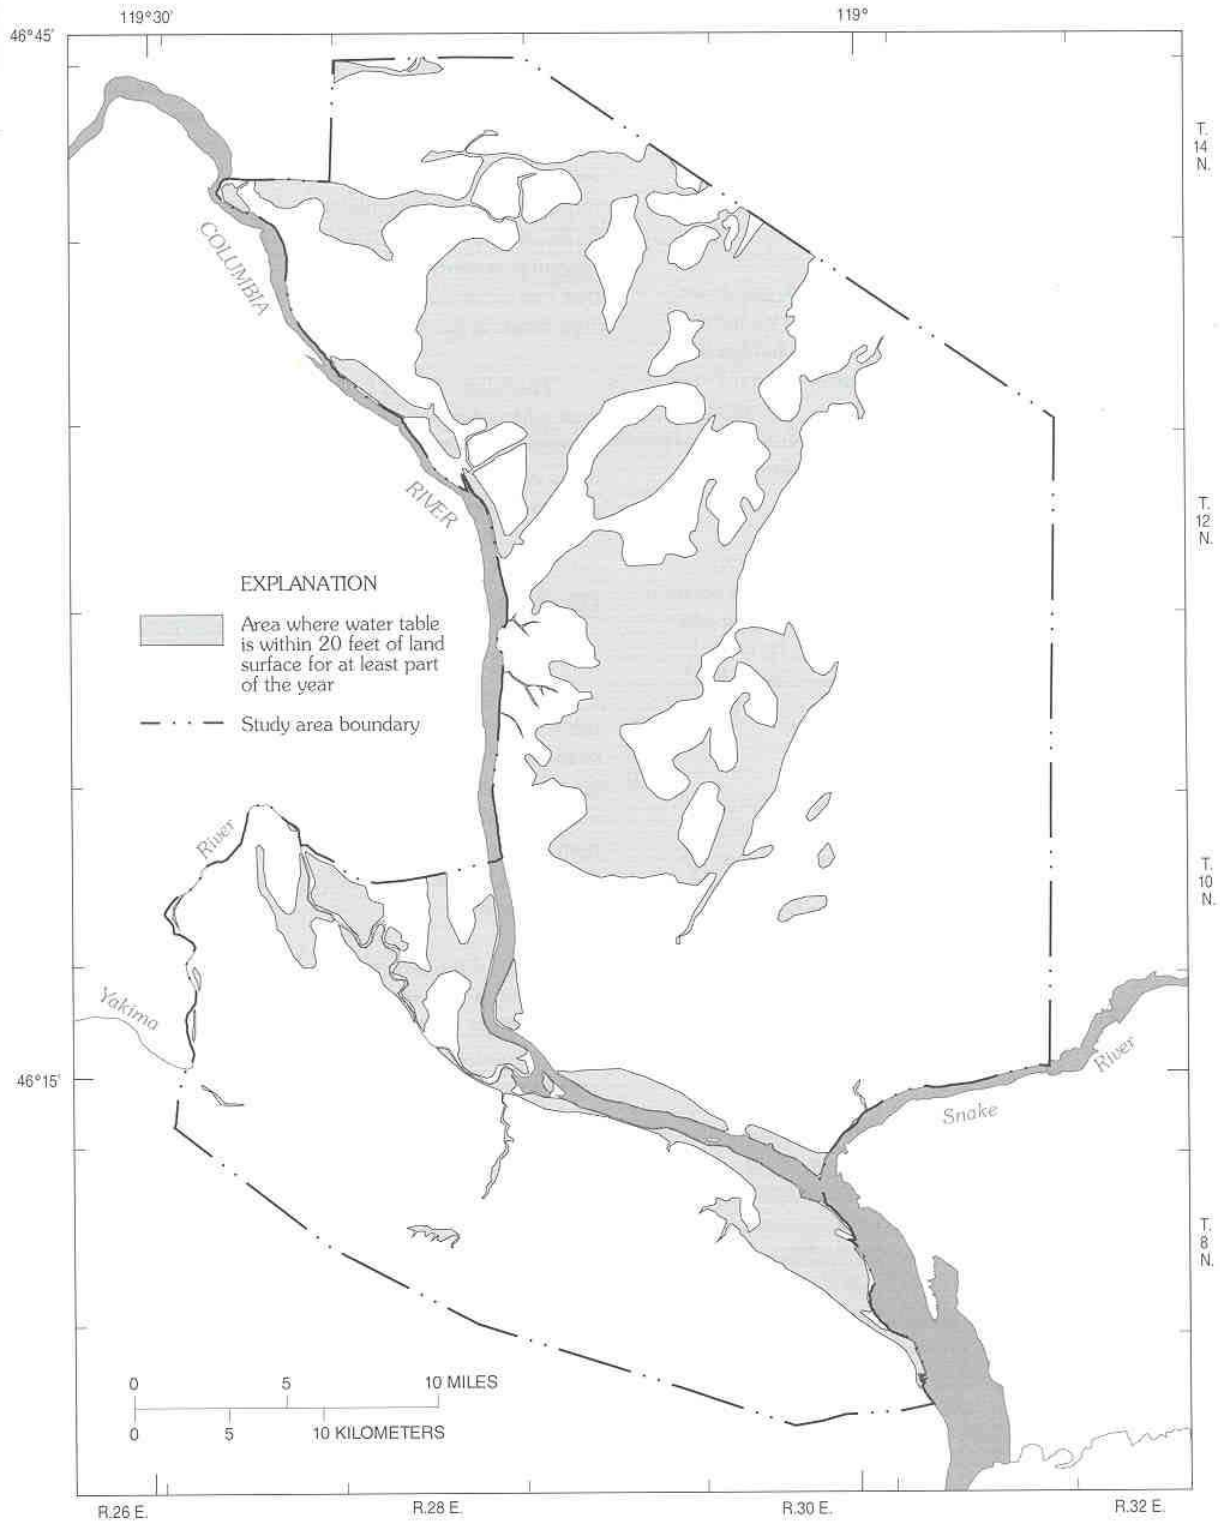 119°30'
119°
46°45'
T.
14
N.
COLUMBIA
RIVER
T.
12
N.
EXPLANATION
Area where water table
is within 20 feet of land
surface for at least part
of the year
Study area boundary
River
T.
10
N.
Yakima
46°15'
River
Snake
T.
8
N.
0 5 10 MILES
0 5 10 KILOMETERS
R.26 E. R.28 E. R.30 E. R.32 E.